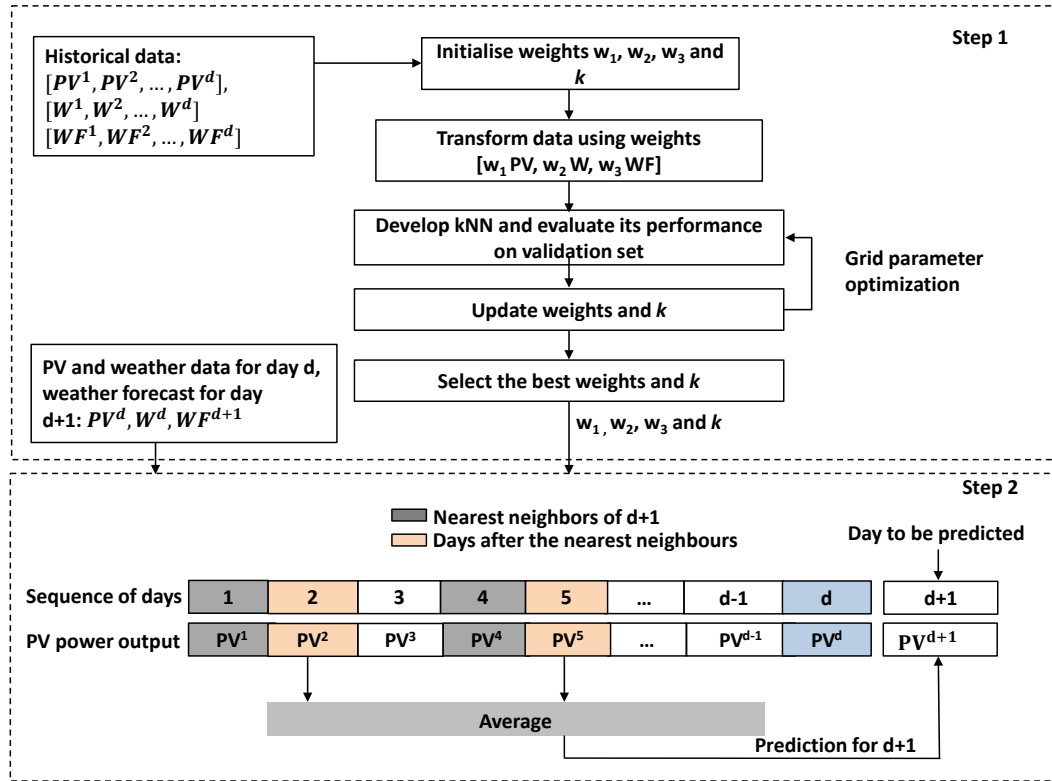 Step 1
Historical data:
[PV¹, PV², ..., PVᵈ],
[W¹, W², ..., Wᵈ]
[WF¹, WF², ..., WFᵈ]
Initialise weights w₁, w₂, w₃ and
k
Transform data using weights
[w₁ PV, w₂ W, w₃ WF]
Develop kNN and evaluate its performance
on validation set
Grid parameter
optimization
Update weights and k
Select the best weights and k
w₁, w₂, w₃ and k
PV and weather data for day d,
weather forecast for day
d+1: PVᵈ, Wᵈ, WFᵈ⁺¹
Step 2
Nearest neighbors of d+1
Days after the nearest neighbours
Day to be predicted
Sequence of days 1 2 3 4 5 ... d-1 d d+1
PV power output PV¹ PV² PV³ PV⁴ PV⁵ ... PVᵈ⁻¹ PVᵈ PVᵈ⁺¹
Average
Prediction for d+1